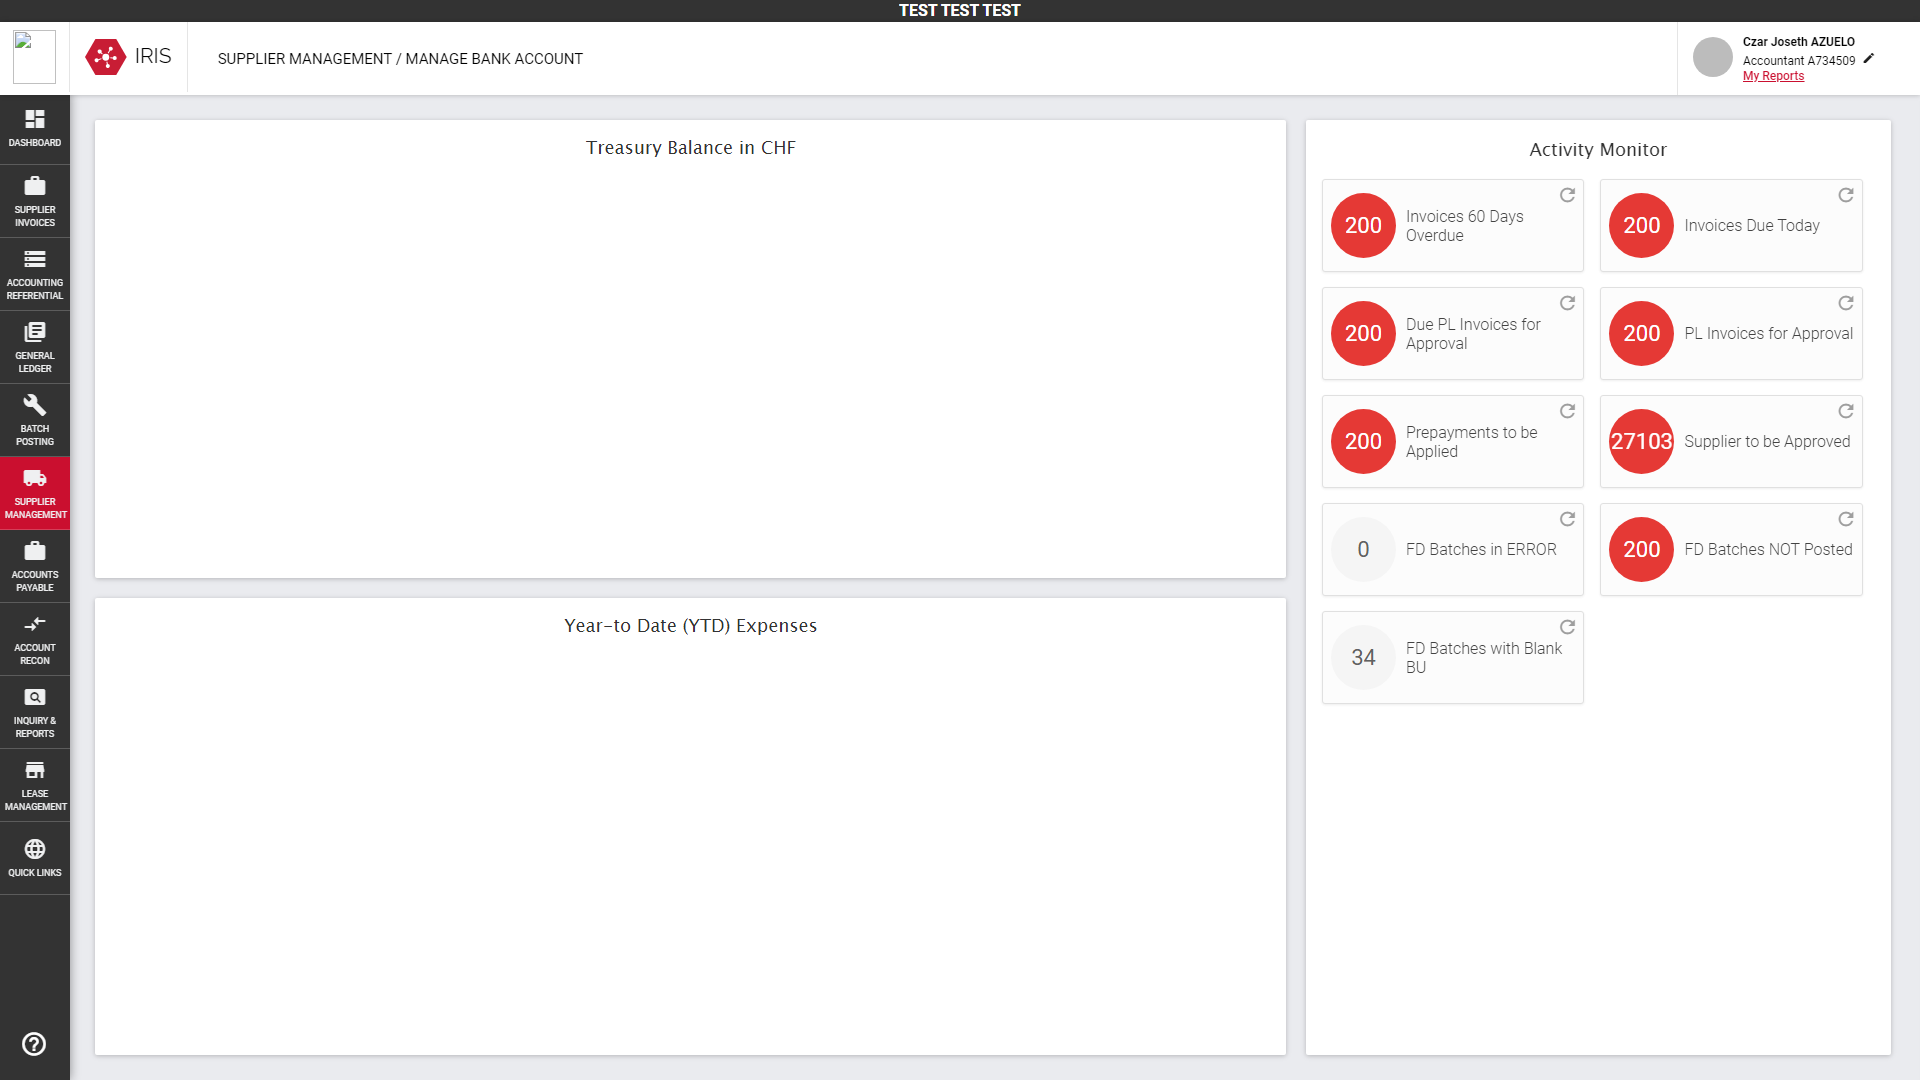 TEST TEST TEST
IRIS
SUPPLIER MANAGEMENT / MANAGE BANK ACCOUNT
Czar Joseth AZUELO
Accountant A734509
My Reports
DASHBOARD
SUPPLIER
INVOICES
ACCOUNTING
REFERENTIAL
GENERAL
LEDGER
BATCH
POSTING
SUPPLIER
MANAGEMENT
ACCOUNTS
PAYABLE
ACCOUNT
RECON
INQUIRY &
REPORTS
LEASE
MANAGEMENT
QUICK LINKS
Treasury Balance in CHF
Year-to Date (YTD) Expenses
Activity Monitor
200
Invoices 60 Days
Overdue
200
Invoices Due Today
200
Due PL Invoices for
Approval
200
PL Invoices for Approval
200
Prepayments to be
Applied
27103
Supplier to be Approved
0
FD Batches in ERROR
200
FD Batches NOT Posted
34
FD Batches with Blank
BU